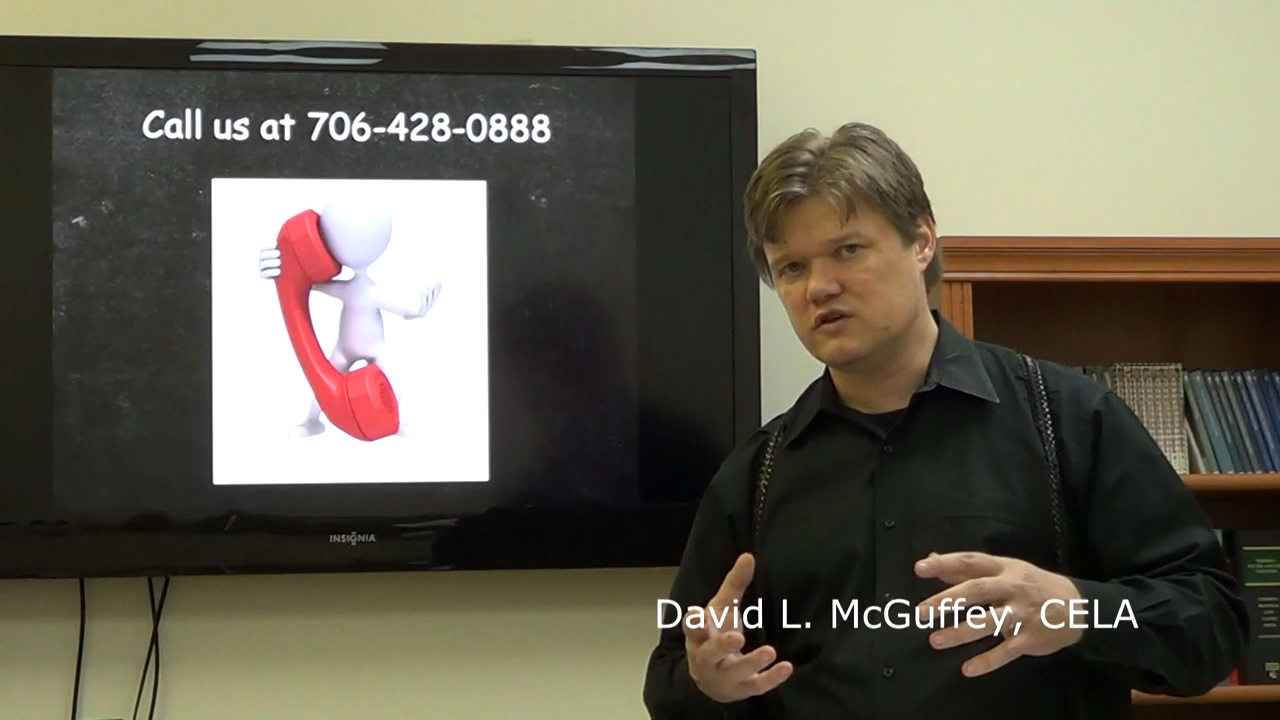 Call us at 706-428-0888
INSIGNIA
David L. McGuffey, CELA